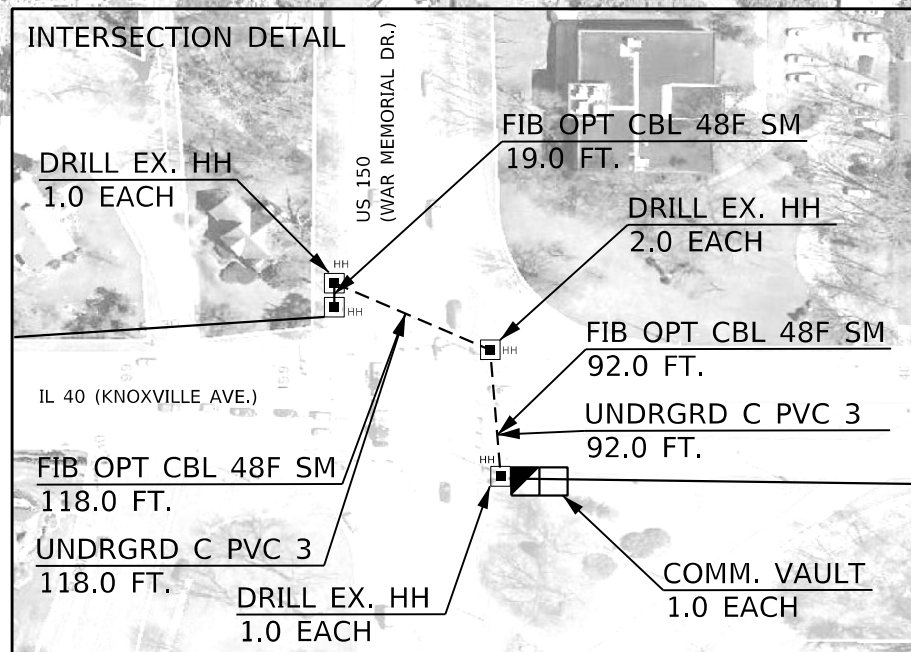 INTERSECTION DETAIL
US 150
(WAR MEMORIAL DR.)
FIB OPT CBL 48F SM
19.0 FT.
DRILL EX. HH
1.0 EACH
DRILL EX. HH
2.0 EACH
HH
HH
HH
FIB OPT CBL 48F SM
92.0 FT.
IL 40 (KNOXVILLE AVE.)
UNDRGRD C PVC 3
92.0 FT.
HH
FIB OPT CBL 48F SM
118.0 FT.
UNDRGRD C PVC 3
118.0 FT.
COMM. VAULT
1.0 EACH
DRILL EX. HH
1.0 EACH